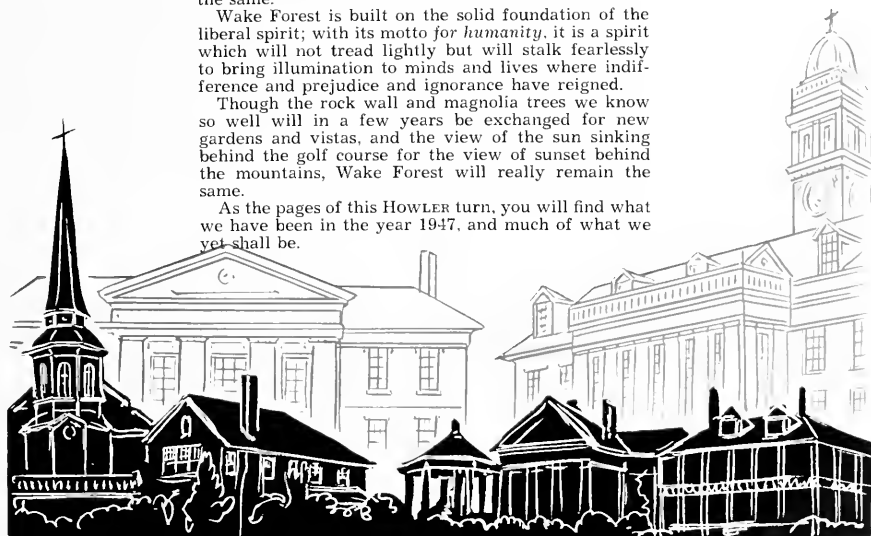 the same.
Wake Forest is built on the solid foundation of the
liberal spirit; with its motto for humanity, it is a spirit
which will not tread lightly but will stalk fearlessly
to bring illumination to minds and lives where indif-
ference and prejudice and ignorance have reigned.
Though the rock wall and magnolia trees we know
so well will in a few years be exchanged for new
gardens and vistas, and the view of the sun sinking
behind the golf course for the view of sunset behind
the mountains, Wake Forest will really remain the
same.
As the pages of this HOWLER turn, you will find what
we have been in the year 1947, and much of what we
yet shall be.